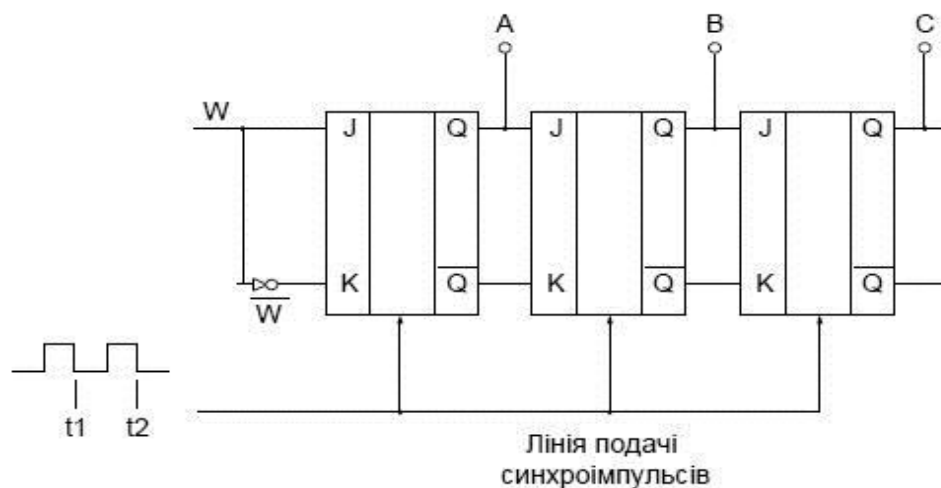 A B C
W
J Q J Q J Q
K Q K Q K Q
W
t1 t2
Лінія подачі
синхроімпульсів